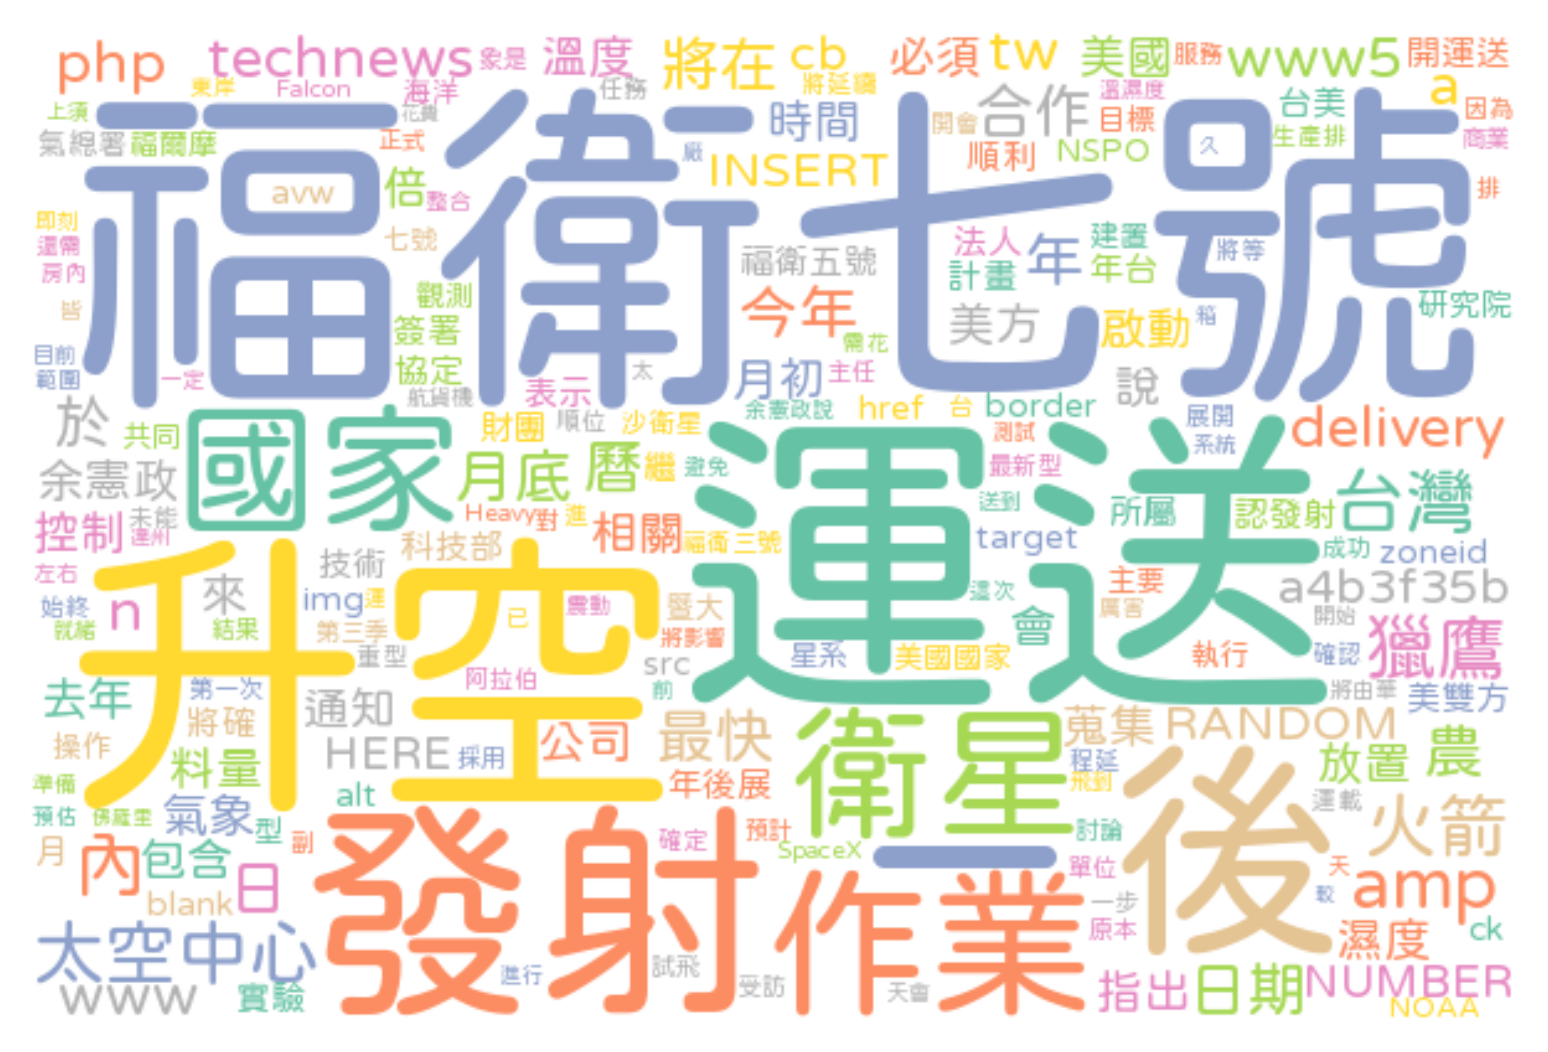 php
technews
象是
溫度
將在
cb
必須
tw
美國
服務
www5
開運送
東岸
Falcon
海洋
任務
將延續
溫濕度
a
上須
花費
台美
因為
氣總署
福爾摩
正式
時間
開會
合作
目標
生產排
商業
福衛七號
廠
INSERT
順利
NSPO
久
avw
倍
整合
排
即刻
還需
七號
法人
年
建置
將等
房內
福衛五號
計畫
年台
觀測
皆
今年
美方
啟動
箱
研究院
簽署
需花
目前
範圍
一定
協定
航貨機
表示
太
月初
主任
說
於
共同
國家
財團
順位
沙衛星
余憲政說
href
台
border
展開
系統
delivery
測試
余憲政
月底
曆
繼
避免
最新型
運送
送到
所屬
認發射
台灣
控制
未能
Heavy
對
進
相關
福衛三號
target
成功
zoneid
左右
升空
技術
科技部
這次
主要
a4b3f35b
始終
n
來
img
運
已
震動
暨大
會
厲害
開始
就緒
結果
第三季
將影響
獵鷹
重型
src
星系
美國國家
執行
確認
去年
第一次
阿拉伯
前
將由華
美雙方
將確
通知
公司
最快
衛星
蒐集
RANDOM
操作
料量
HERE
採用
程延
放置
農
準備
alt
年後展
飛到
後
運載
預估
佛羅里
氣象
型
副
發射
確定
預計
討論
火箭
月
內
包含
SpaceX
一
單位
天
日
作業
較
amp
blank
一步
太空中心
原本
濕度
ck
試飛
進行
受訪
天會
www
實驗
指出
日期
NUMBER
NOAA